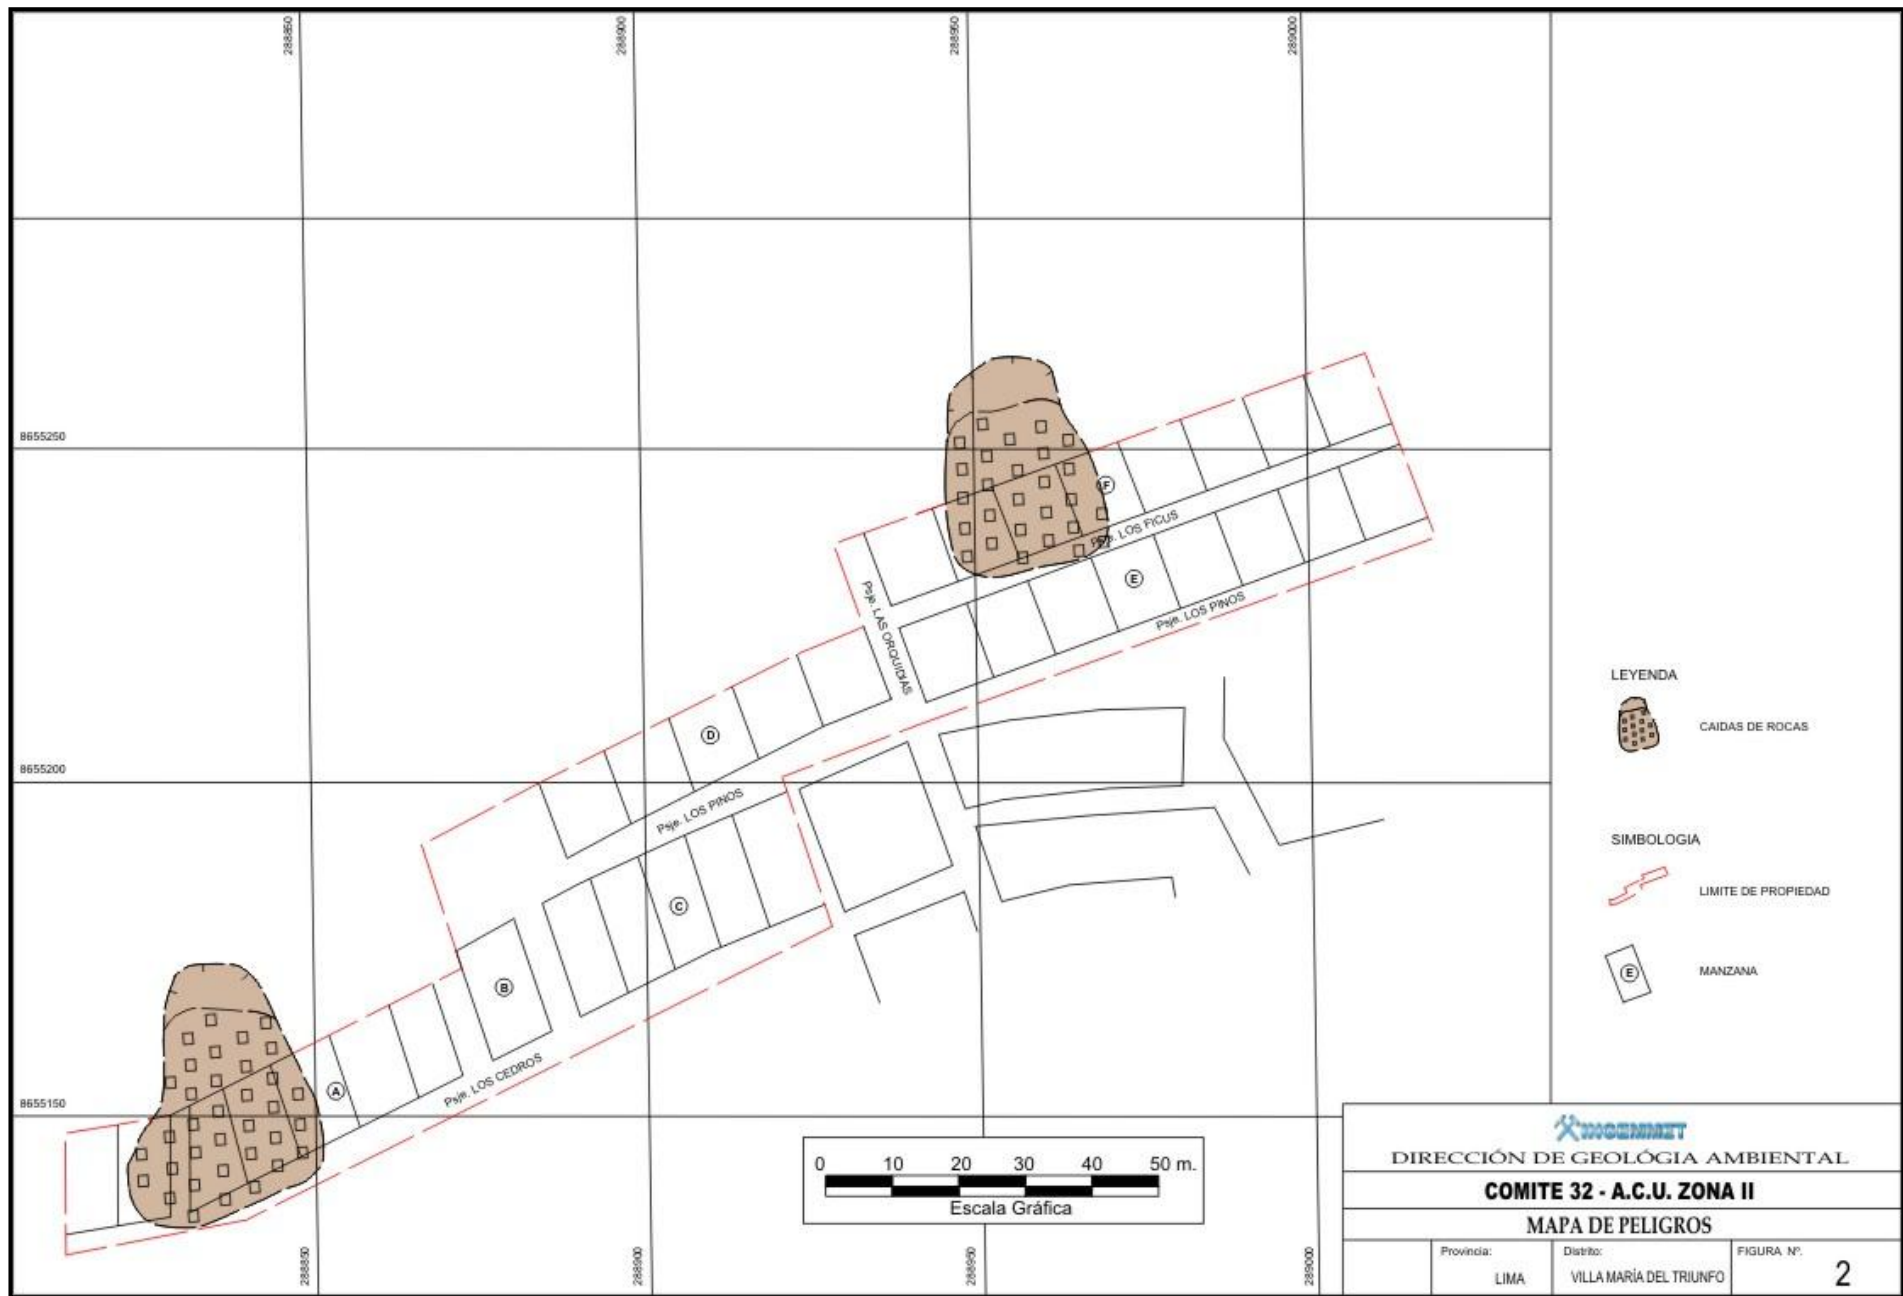 288850
288900
288950
289000
8655250
F
Psje. LOS FICUS
E
Psje. LAS ORQUIDIAS
Psje. LOS PINOS
LEYENDA
CAIDAS DE ROCAS
D
8655200
Psje. LOS PINOS
SIMBOLOGIA
LIMITE DE PROPIEDAD
C
E
MANZANA
B
Psje. LOS CEDROS
A
8655150
0 10 20 30 40 50 m.
Escala Gráfica
INGEMMET
DIRECCIÓN DE GEOLÓGIA AMBIENTAL
COMITE 32 - A.C.U. ZONA II
MAPA DE PELIGROS
Provincia:
LIMA
Distrito:
VILLA MARÍA DEL TRIUNFO
FIGURA Nº.
2
288850
288900
288950
289000